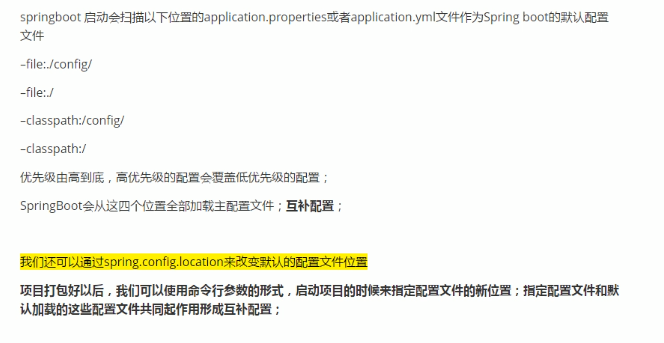 springboot 启动会扫描以下位置的application.properties或者application.yml文件作为Spring boot的默认配置
文件
–file:./config/
–file:./
–classpath:/config/
–classpath:/
优先级由高到底，高优先级的配置会覆盖低优先级的配置；
SpringBoot会从这四个位置全部加载主配置文件；互补配置；
我们还可以通过spring.config.location来改变默认的配置文件位置
项目打包好以后，我们可以使用命令行参数的形式，启动项目的时候来指定配置文件的新位置；指定配置文件和默
认加载的这些配置文件共同起作用形成互补配置；